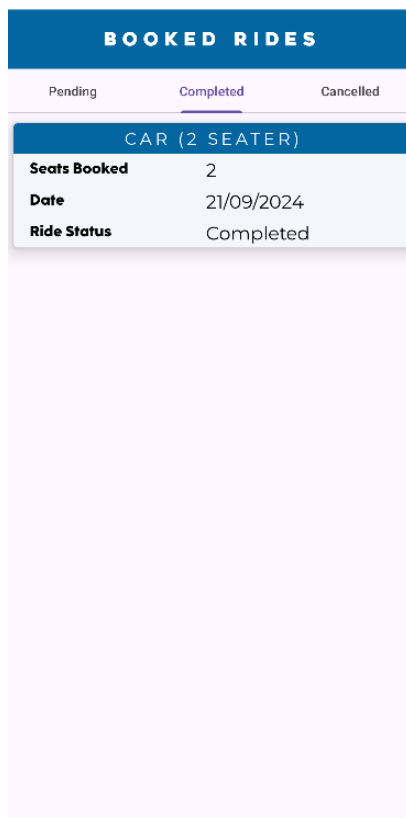 BOOKED RIDES
Pending Completed Cancelled
CAR (2 SEATER)
Seats Booked 2
Date 21/09/2024
Ride Status Completed